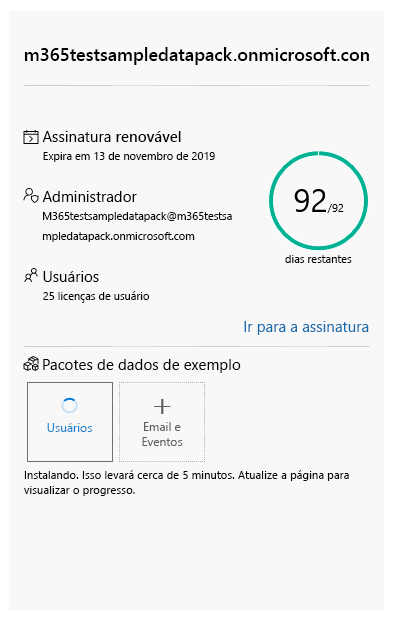 m365testsampledatapack.onmicrosoft.con
Assinatura renovável
Expira em 13 de novembro de 2019
Administrador
M365testsampledatapack@m365testsa
mpledatapack.onmicrosoft.com
92/92
dias restantes
Usuários
25 licenças de usuário
Ir para a assinatura
Pacotes de dados de exemplo
Usuários
Email e
Eventos
Instalando. Isso levará cerca de 5 minutos. Atualize a página para
visualizar o progresso.